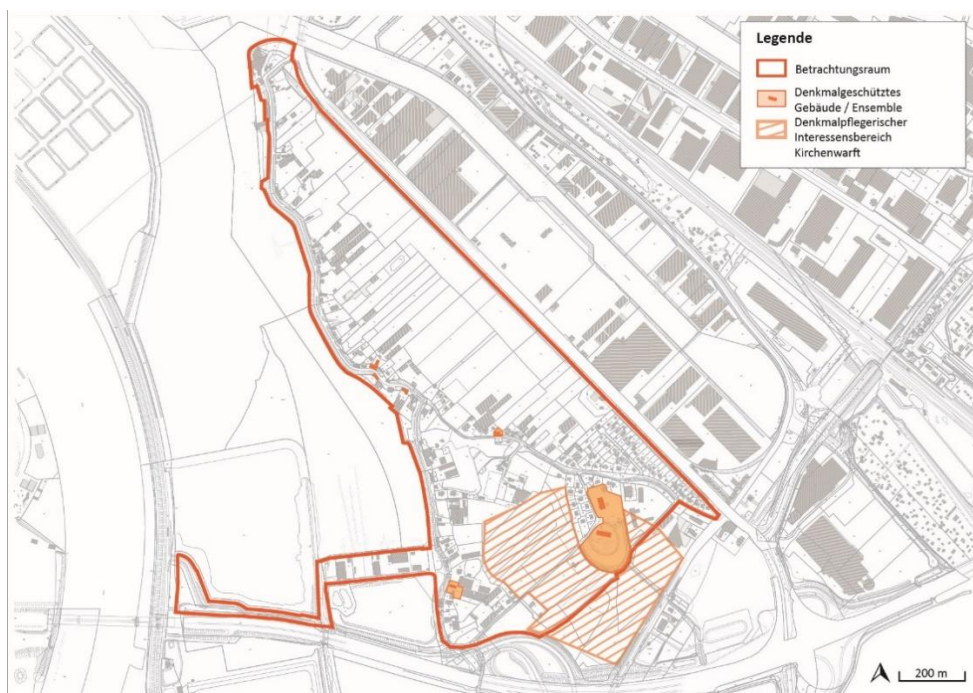 Legende
Betrachtungsraum
Denkmalgeschütztes
Gebäude / Ensemble
Denkmalpflegerischer
Interessensbereich
Kirchenwarft
200 m